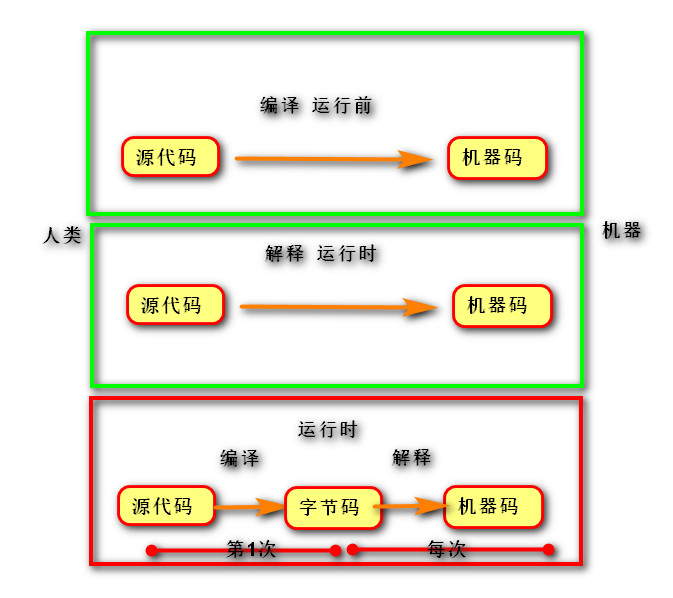 编译 运行前
源代码
机器码
人类
机器
解释 运行时
源代码
机器码
运行时
编译
解释
源代码
字节码
机器码
第1次
每次